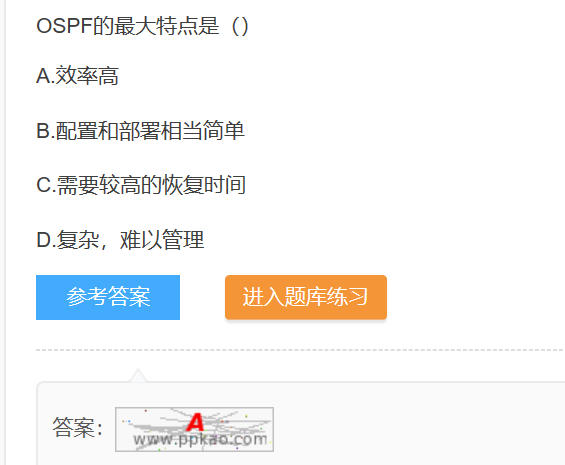 OSPF的最大特点是（）
A.效率高
B.配置和部署相当简单
C.需要较高的恢复时间
D.复杂，难以管理
参考答案 进入题库练习
答案： A
www.ppkao.com